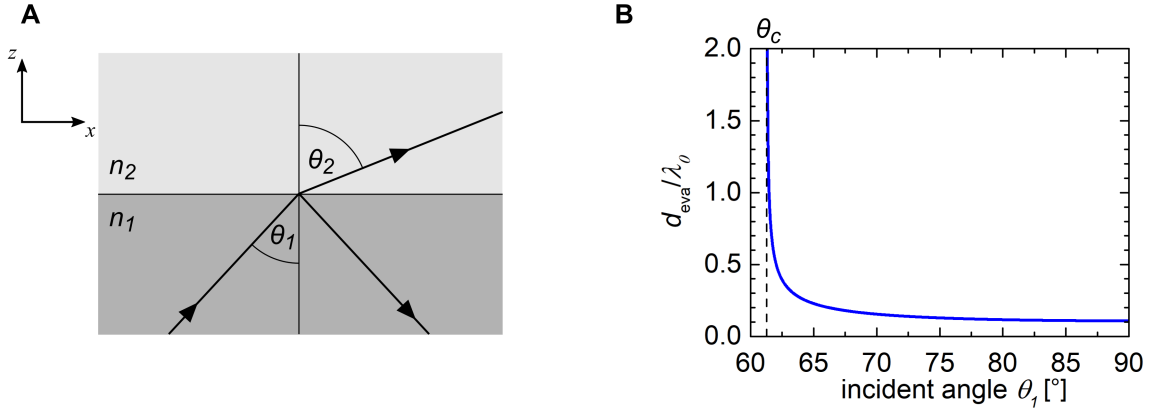 A
z
x
n2
n1
θ2
θ1
B
θc
2.0
1.5
1.0
0.5
0.0
deva/λ0
60 65 70 75 80 85 90
incident angle θ1 [°]